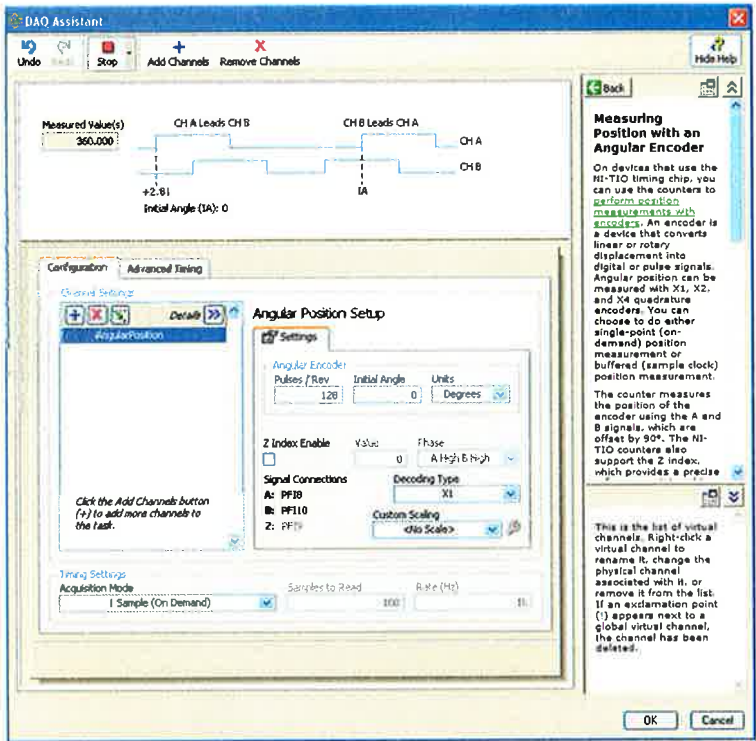 DAQ Assistant
Undo
Stop
Add Channels
Remove Channels
Hide Help
Measured Value(s)
360.000
CH A Leads CH B
CH B Leads CH A
CH A
CH B
+2.81
IA
Initial Angle (IA): 0
Configuration
Advanced Timing
Channel Settings
Details
AngularPosition
Click the Add Channels button
(+) to add more channels to
the task.
Angular Position Setup
Settings
Angular Encoder
Pulses / Rev
Initial Angle
Units
128
0
Degrees
Z Index Enable
Value
Phase
0
A High B High
Signal Connections
Decoding Type
A: PFI8
X1
B: PFI10
Custom Scaling
Z: PFI9
<No Scale>
Timing Settings
Acquisition Mode
Samples to Read
Rate (Hz)
1 Sample (On Demand)
100
1k
Back
Measuring
Position with an
Angular Encoder
On devices that use the
NI-TIO timing chip, you
can use the counters to
perform position
measurements with
encoders. An encoder is
a device that converts
linear or rotary
displacement into
digital or pulse signals.
Angular position can be
measured with X1, X2,
and X4 quadrature
encoders. You can
choose to do either
single-point (on-
demand) position
measurement or
buffered (sample clock)
position measurement.
The counter measures
the position of the
encoder using the A and
B signals, which are
offset by 90°. The NI-
TIO counters also
support the Z index,
which provides a precise
This is the list of virtual
channels. Right-click a
virtual channel to
rename it, change the
physical channel
associated with it, or
remove it from the list.
If an exclamation point
(!) appears next to a
global virtual channel,
the channel has been
deleted.
OK
Cancel